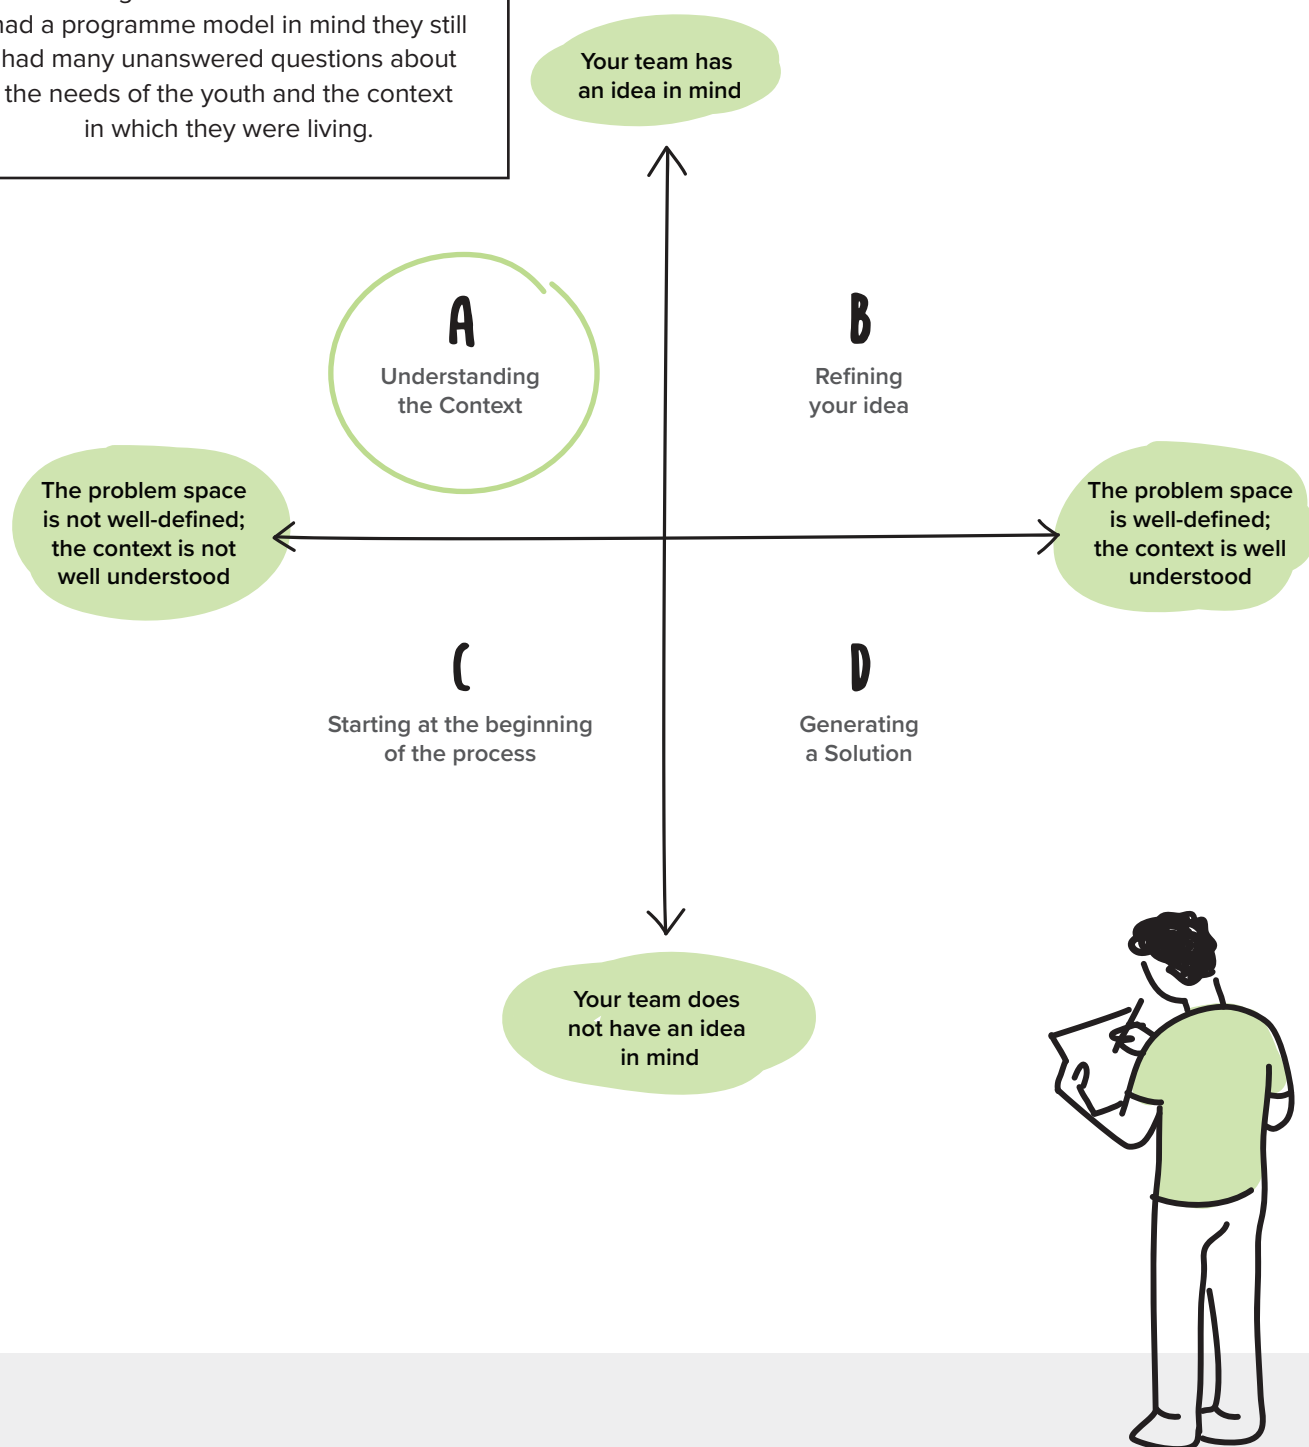 had a programme model in mind they still
had many unanswered questions about
the needs of the youth and the context
in which they were living.
Your team has
an idea in mind
A
Understanding
the Context
B
Refining
your idea
The problem space
is not well-defined;
the context is not
well understood
The problem space
is well-defined;
the context is well
understood
C
Starting at the beginning
of the process
D
Generating
a Solution
Your team does
not have an idea
in mind